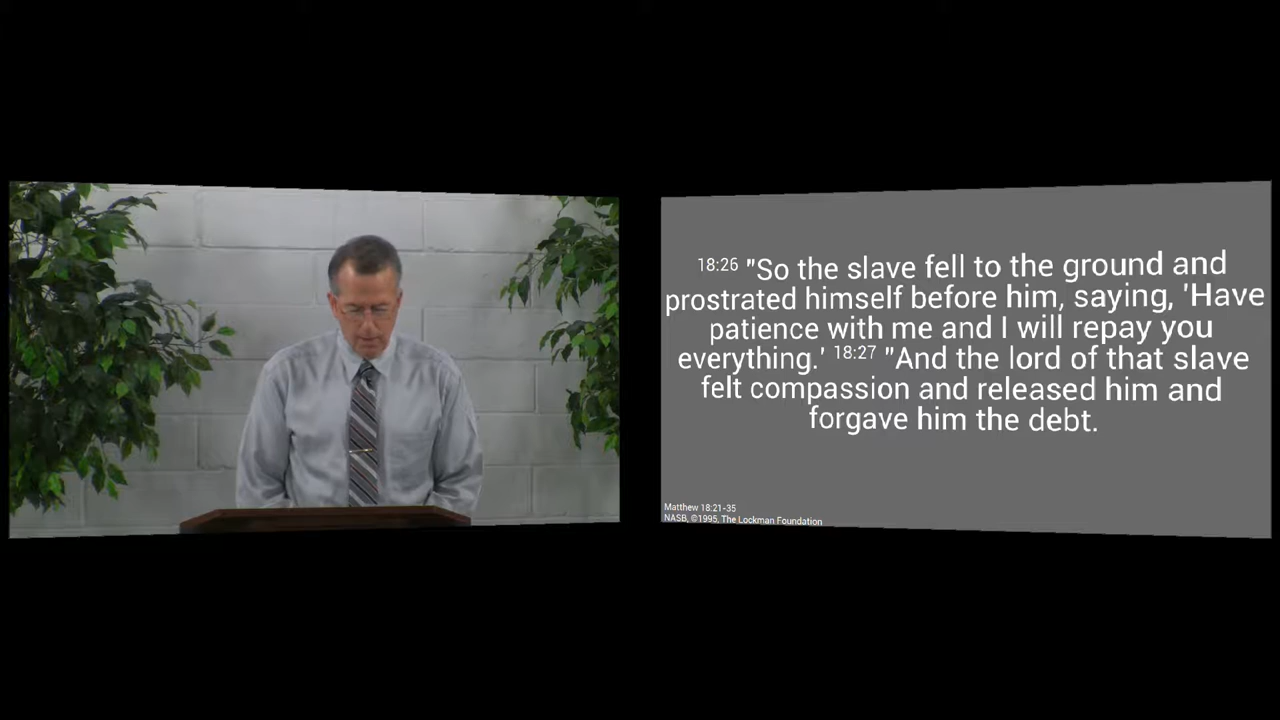 18:26 "So the slave fell to the ground and
prostrated himself before him, saying, 'Have
patience with me and I will repay you
everything.' 18:27 "And the lord of that slave
felt compassion and released him and
forgave him the debt.
Matthew 18:21-35
NASB, ©1995, The Lockman Foundation